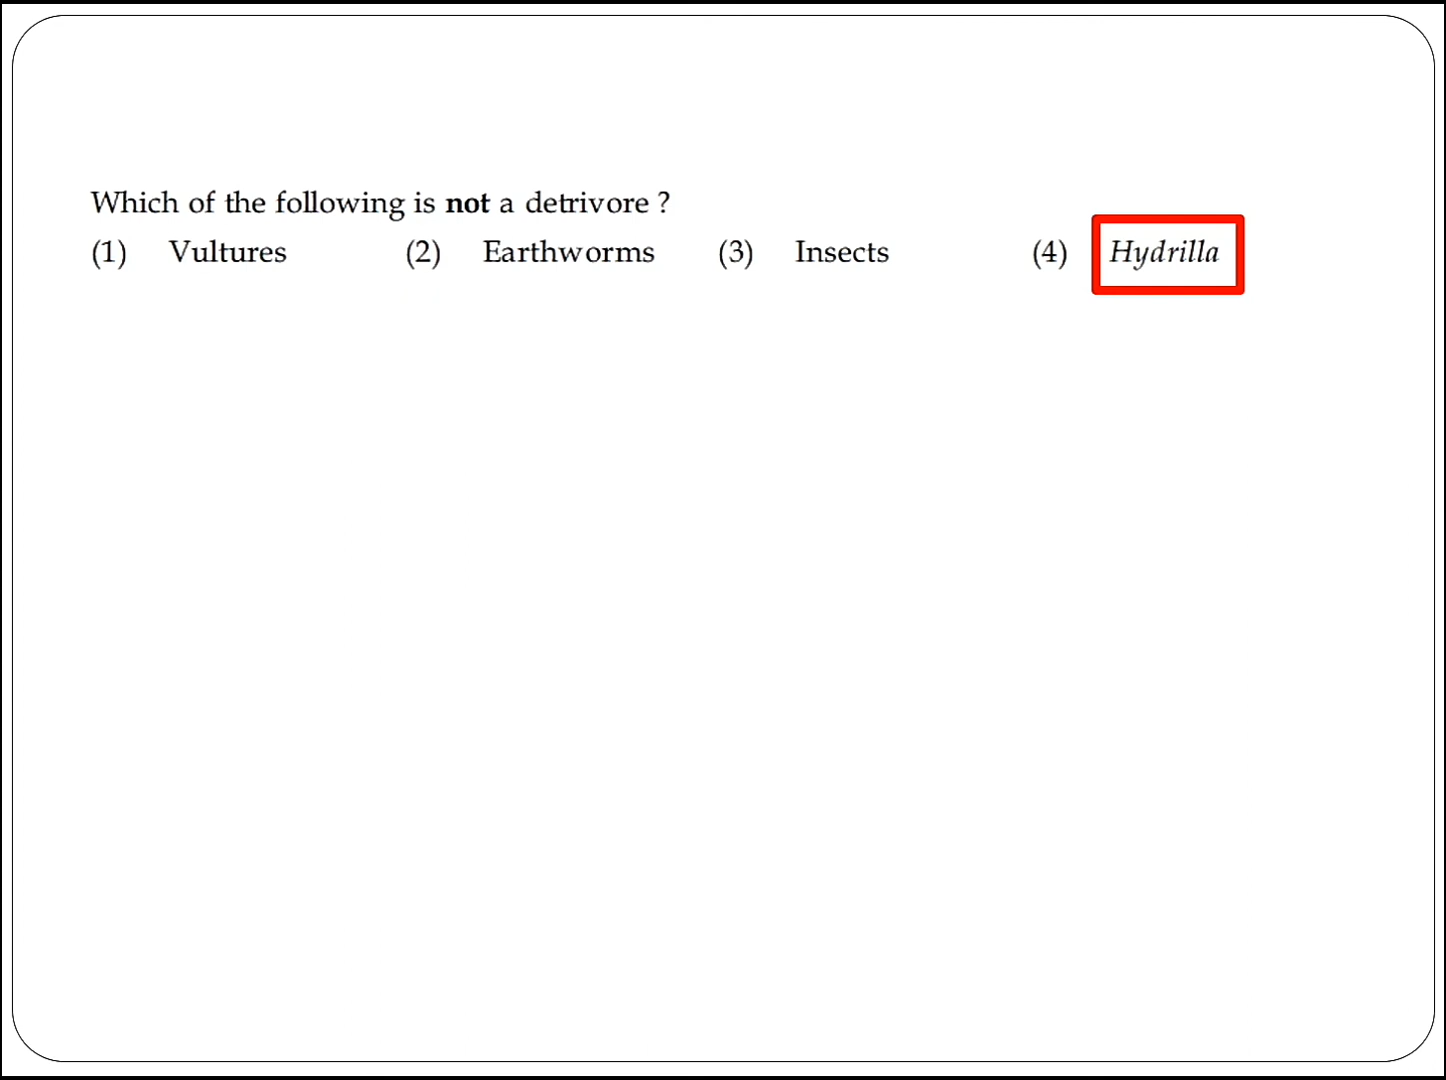 Which of the following is not a detrivore ?
(1) Vultures (2) Earthworms (3) Insects (4) Hydrilla